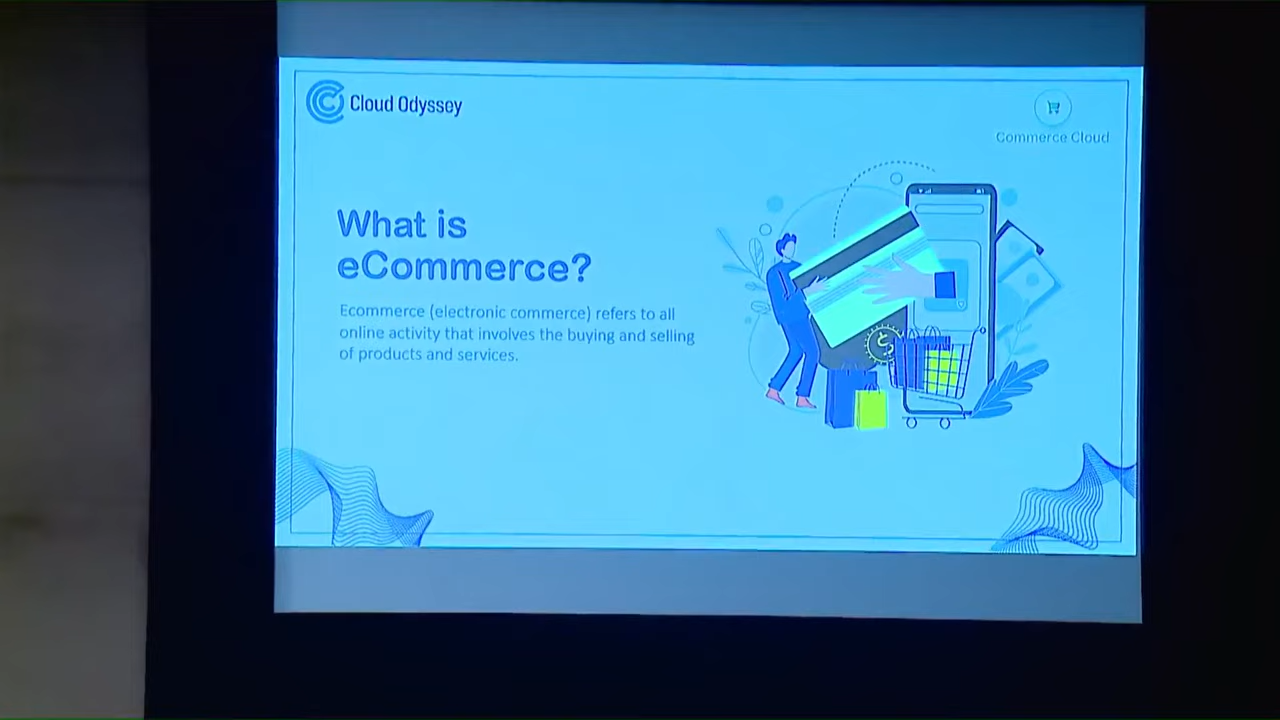 Cloud Odyssey
Commerce Cloud
What is
eCommerce?
Ecommerce (electronic commerce) refers to all
online activity that involves the buying and selling
of products and services.